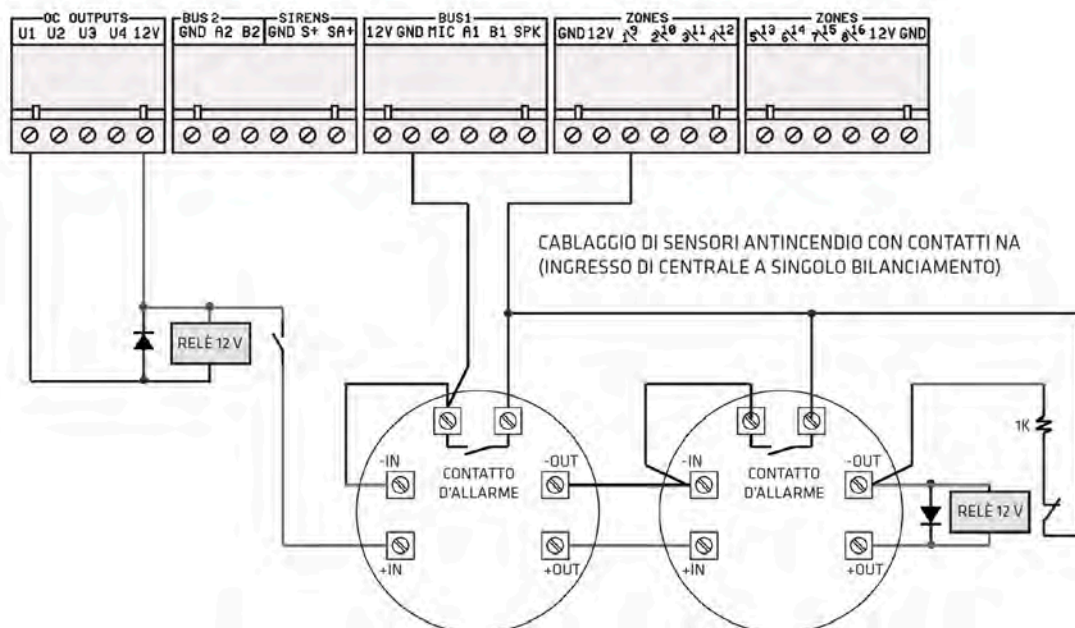 OC OUTPUTS
U1 U2 U3 U4 12V
BUS 2
GND A2 B2
SIRENS
GND S+ SA+
BUS1
12V GND MIC A1 B1 SPK
ZONES
GND 12V 1 9 2 10 3 11 4 12
ZONES
5 13 6 14 7 15 8 16 12V GND
CABLAGGIO DI SENSORI ANTINCENDIO CON CONTATTI NA
(INGRESSO DI CENTRALE A SINGOLO BILANCIAMENTO)
RELÈ 12 V
-IN
CONTATTO
D'ALLARME
-OUT
+IN
+OUT
-IN
CONTATTO
D'ALLARME
-OUT
+IN
+OUT
1K
RELÈ 12 V